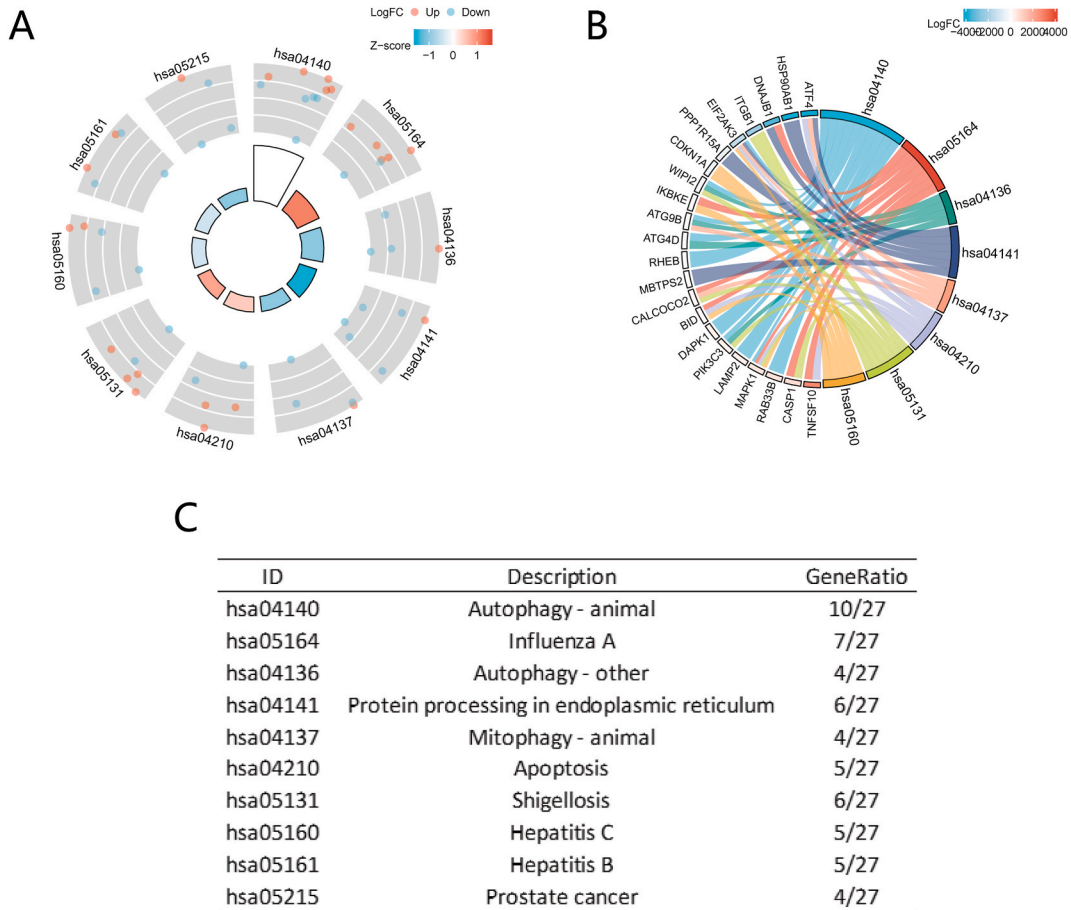 A
LogFC Up Down
Z-score
−1 0 1
hsa04140
hsa05164
hsa04136
hsa04141
hsa04137
hsa04210
hsa05131
hsa05160
hsa05161
hsa05215
B
LogFC
−4000 −2000 0 2000 4000
hsa04140
hsa05164
hsa04136
hsa04141
hsa04137
hsa04210
hsa05131
hsa05160
TNFSF10
CASP1
RAB33B
MAPK1
LAMP2
PIK3C3
DAPK1
BID
CALCOCO2
MBTPS2
RHEB
ATG4D
ATG9B
IKBKE
WIPI2
CDKN1A
PPP1R15A
EIF2AK3
ITGB1
DNAJB1
HSP90AB1
ATF4
C
ID Description GeneRatio
hsa04140 Autophagy - animal 10/27
hsa05164 Influenza A 7/27
hsa04136 Autophagy - other 4/27
hsa04141 Protein processing in endoplasmic reticulum 6/27
hsa04137 Mitophagy - animal 4/27
hsa04210 Apoptosis 5/27
hsa05131 Shigellosis 6/27
hsa05160 Hepatitis C 5/27
hsa05161 Hepatitis B 5/27
hsa05215 Prostate cancer 4/27